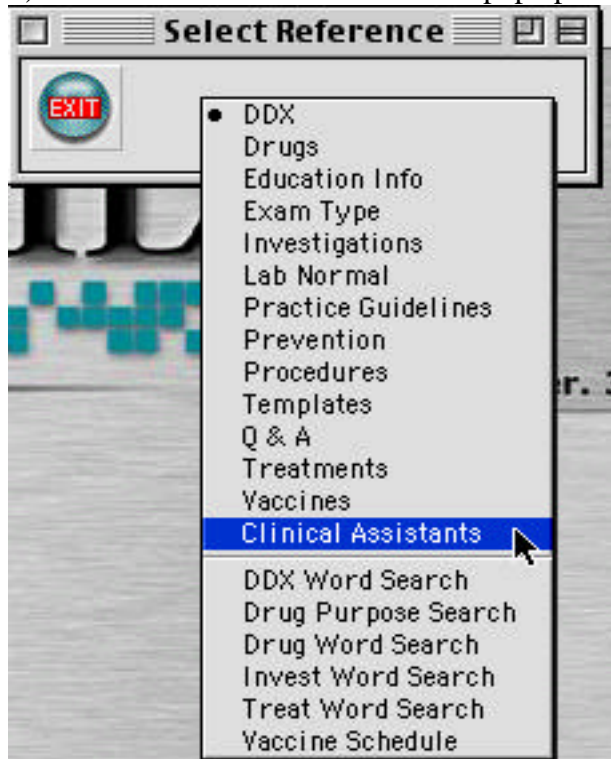 Select Reference
EXIT
• DDX
Drugs
Education Info
Exam Type
Investigations
Lab Normal
Practice Guidelines
Prevention
Procedures
Templates
Q & A
Treatments
Vaccines
Clinical Assistants
DDX Word Search
Drug Purpose Search
Drug Word Search
Invest Word Search
Treat Word Search
Vaccine Schedule